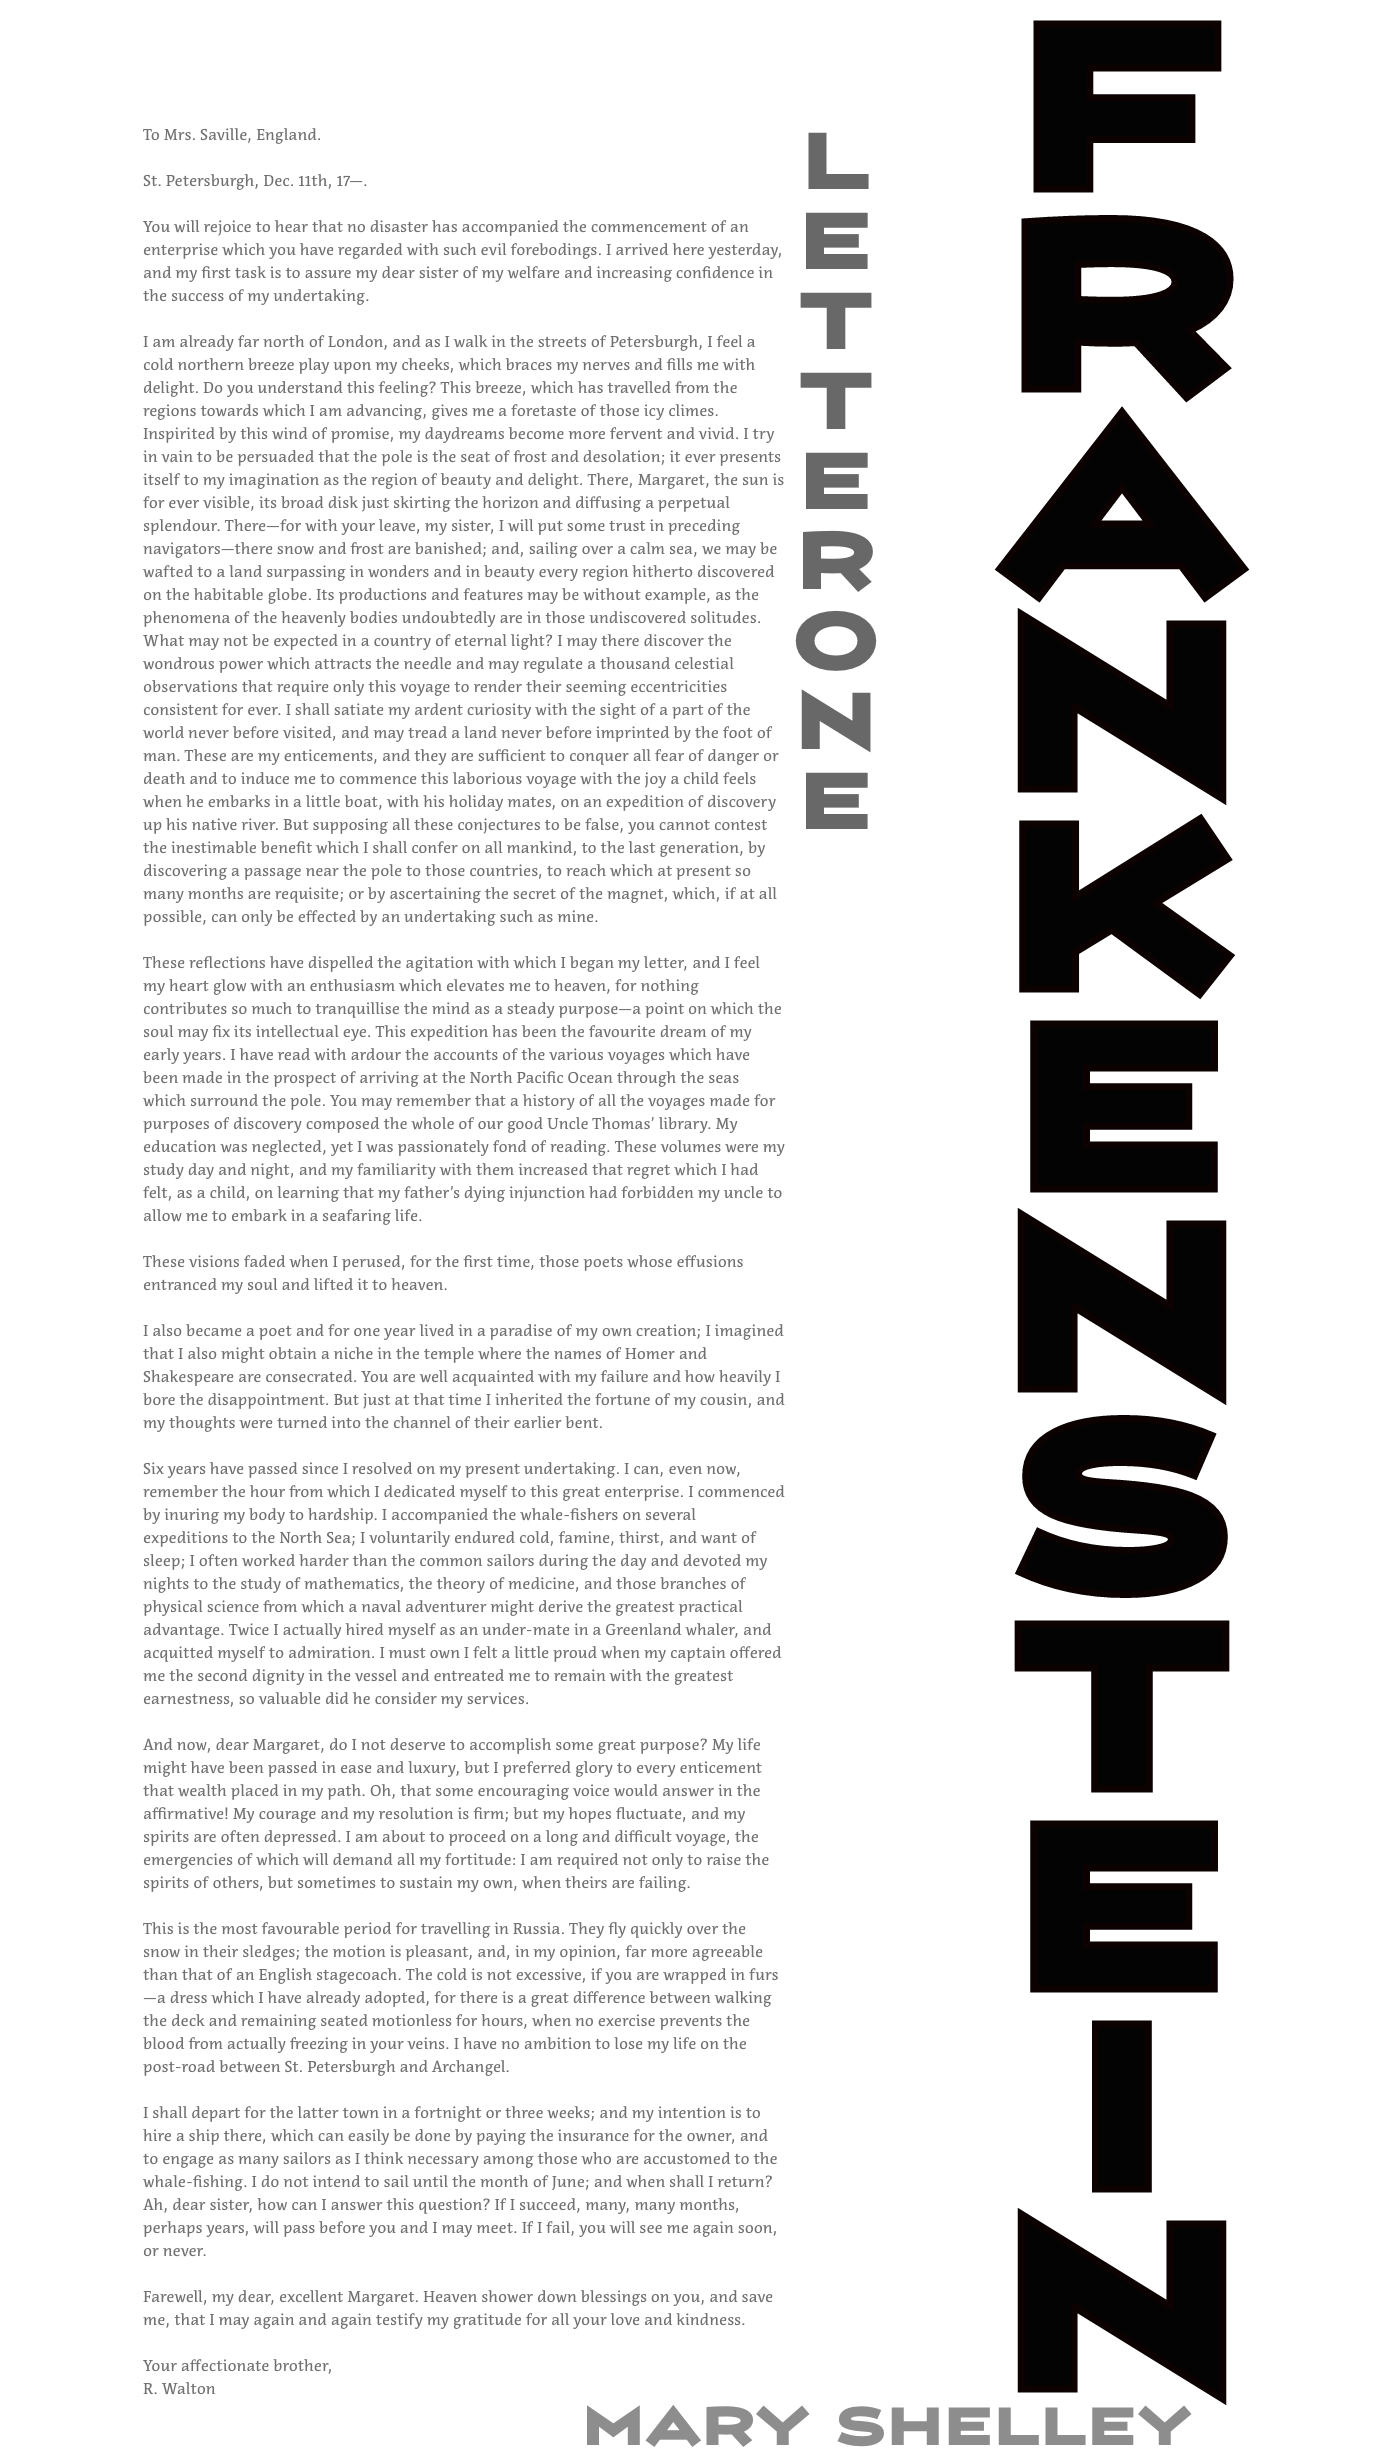 FRANKENSTEIN
LETTER ONE
To Mrs. Saville, England.
St. Petersburgh, Dec. 11th, 17—.
You will rejoice to hear that no disaster has accompanied the commencement of an
enterprise which you have regarded with such evil forebodings. I arrived here yesterday,
and my first task is to assure my dear sister of my welfare and increasing confidence in
the success of my undertaking.
I am already far north of London, and as I walk in the streets of Petersburgh, I feel a
cold northern breeze play upon my cheeks, which braces my nerves and fills me with
delight. Do you understand this feeling? This breeze, which has travelled from the
regions towards which I am advancing, gives me a foretaste of those icy climes.
Inspirited by this wind of promise, my daydreams become more fervent and vivid. I try
in vain to be persuaded that the pole is the seat of frost and desolation; it ever presents
itself to my imagination as the region of beauty and delight. There, Margaret, the sun is
for ever visible, its broad disk just skirting the horizon and diffusing a perpetual
splendour. There—for with your leave, my sister, I will put some trust in preceding
navigators—there snow and frost are banished; and, sailing over a calm sea, we may be
wafted to a land surpassing in wonders and in beauty every region hitherto discovered
on the habitable globe. Its productions and features may be without example, as the
phenomena of the heavenly bodies undoubtedly are in those undiscovered solitudes.
What may not be expected in a country of eternal light? I may there discover the
wondrous power which attracts the needle and may regulate a thousand celestial
observations that require only this voyage to render their seeming eccentricities
consistent for ever. I shall satiate my ardent curiosity with the sight of a part of the
world never before visited, and may tread a land never before imprinted by the foot of
man. These are my enticements, and they are sufficient to conquer all fear of danger or
death and to induce me to commence this laborious voyage with the joy a child feels
when he embarks in a little boat, with his holiday mates, on an expedition of discovery
up his native river. But supposing all these conjectures to be false, you cannot contest
the inestimable benefit which I shall confer on all mankind, to the last generation, by
discovering a passage near the pole to those countries, to reach which at present so
many months are requisite; or by ascertaining the secret of the magnet, which, if at all
possible, can only be effected by an undertaking such as mine.
These reflections have dispelled the agitation with which I began my letter, and I feel
my heart glow with an enthusiasm which elevates me to heaven, for nothing
contributes so much to tranquillise the mind as a steady purpose—a point on which the
soul may fix its intellectual eye. This expedition has been the favourite dream of my
early years. I have read with ardour the accounts of the various voyages which have
been made in the prospect of arriving at the North Pacific Ocean through the seas
which surround the pole. You may remember that a history of all the voyages made for
purposes of discovery composed the whole of our good Uncle Thomas’ library. My
education was neglected, yet I was passionately fond of reading. These volumes were my
study day and night, and my familiarity with them increased that regret which I had
felt, as a child, on learning that my father’s dying injunction had forbidden my uncle to
allow me to embark in a seafaring life.
These visions faded when I perused, for the first time, those poets whose effusions
entranced my soul and lifted it to heaven.
I also became a poet and for one year lived in a paradise of my own creation; I imagined
that I also might obtain a niche in the temple where the names of Homer and
Shakespeare are consecrated. You are well acquainted with my failure and how heavily I
bore the disappointment. But just at that time I inherited the fortune of my cousin, and
my thoughts were turned into the channel of their earlier bent.
Six years have passed since I resolved on my present undertaking. I can, even now,
remember the hour from which I dedicated myself to this great enterprise. I commenced
by inuring my body to hardship. I accompanied the whale-fishers on several
expeditions to the North Sea; I voluntarily endured cold, famine, thirst, and want of
sleep; I often worked harder than the common sailors during the day and devoted my
nights to the study of mathematics, the theory of medicine, and those branches of
physical science from which a naval adventurer might derive the greatest practical
advantage. Twice I actually hired myself as an under-mate in a Greenland whaler, and
acquitted myself to admiration. I must own I felt a little proud when my captain offered
me the second dignity in the vessel and entreated me to remain with the greatest
earnestness, so valuable did he consider my services.
And now, dear Margaret, do I not deserve to accomplish some great purpose? My life
might have been passed in ease and luxury, but I preferred glory to every enticement
that wealth placed in my path. Oh, that some encouraging voice would answer in the
affirmative! My courage and my resolution is firm; but my hopes fluctuate, and my
spirits are often depressed. I am about to proceed on a long and difficult voyage, the
emergencies of which will demand all my fortitude: I am required not only to raise the
spirits of others, but sometimes to sustain my own, when theirs are failing.
This is the most favourable period for travelling in Russia. They fly quickly over the
snow in their sledges; the motion is pleasant, and, in my opinion, far more agreeable
than that of an English stagecoach. The cold is not excessive, if you are wrapped in furs
—a dress which I have already adopted, for there is a great difference between walking
the deck and remaining seated motionless for hours, when no exercise prevents the
blood from actually freezing in your veins. I have no ambition to lose my life on the
post-road between St. Petersburgh and Archangel.
I shall depart for the latter town in a fortnight or three weeks; and my intention is to
hire a ship there, which can easily be done by paying the insurance for the owner, and
to engage as many sailors as I think necessary among those who are accustomed to the
whale-fishing. I do not intend to sail until the month of June; and when shall I return?
Ah, dear sister, how can I answer this question? If I succeed, many, many months,
perhaps years, will pass before you and I may meet. If I fail, you will see me again soon,
or never.
Farewell, my dear, excellent Margaret. Heaven shower down blessings on you, and save
me, that I may again and again testify my gratitude for all your love and kindness.
Your affectionate brother,
R. Walton
MARY SHELLEY